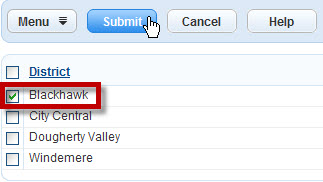 Menu Submit Cancel Help
District
Blackhawk
City Central
Dougherty Valley
Windemere